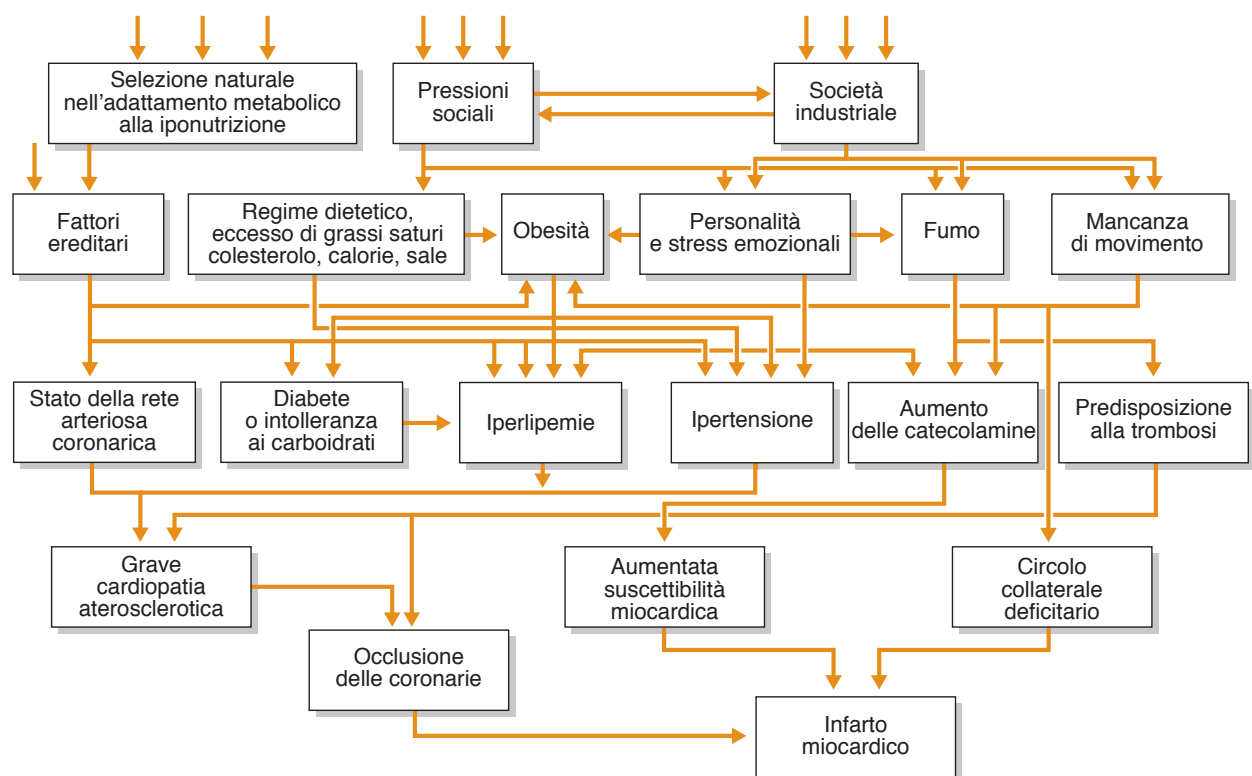 Selezione naturale
nell'adattamento metabolico
alla iponutrizione
Pressioni
sociali
Società
industriale
Fattori
ereditari
Regime dietetico,
eccesso di grassi saturi
colesterolo, calorie, sale
Obesità
Personalità
e stress emozionali
Fumo
Mancanza
di movimento
Stato della rete
arteriosa
coronarica
Diabete
o intolleranza
ai carboidrati
Iperlipemie
Ipertensione
Aumento
delle catecolamine
Predisposizione
alla trombosi
Grave
cardiopatia
aterosclerotica
Aumentata
suscettibilità
miocardica
Circolo
collaterale
deficitario
Occlusione
delle coronarie
Infarto
miocardico